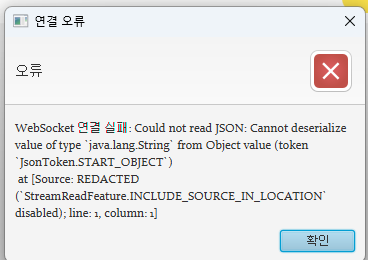 연결 오류
오류
WebSocket 연결 실패: Could not read JSON: Cannot deserialize
value of type `java.lang.String` from Object value (token
`JsonToken.START_OBJECT`)
at [Source: REDACTED
(`StreamReadFeature.INCLUDE_SOURCE_IN_LOCATION`
disabled); line: 1, column: 1]
확인